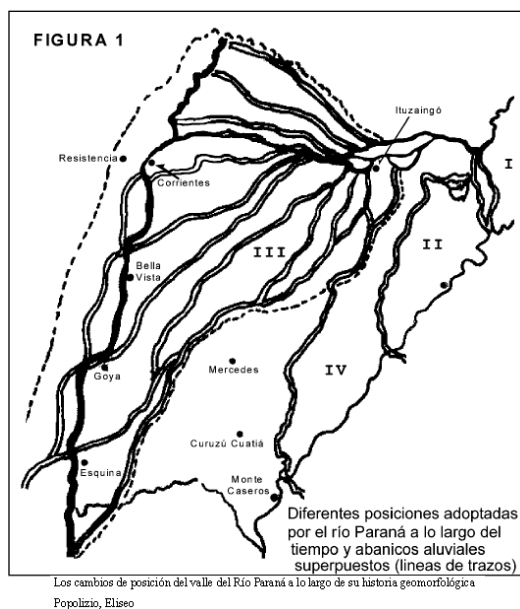 FIGURA 1
Ituzaingó
Resistencia
Corrientes
I
II
III
Bella
Vista
IV
Goya
Mercedes
Curuzú Cuatiá
Esquina
Monte
Caseros
Diferentes posiciones adoptadas
por el río Paraná a lo largo del
tiempo y abanicos aluviales
superpuestos (lineas de trazos)
Los cambios de posición del valle del Río Paraná a lo largo de su historia geomorfológica
Popolizio, Eliseo